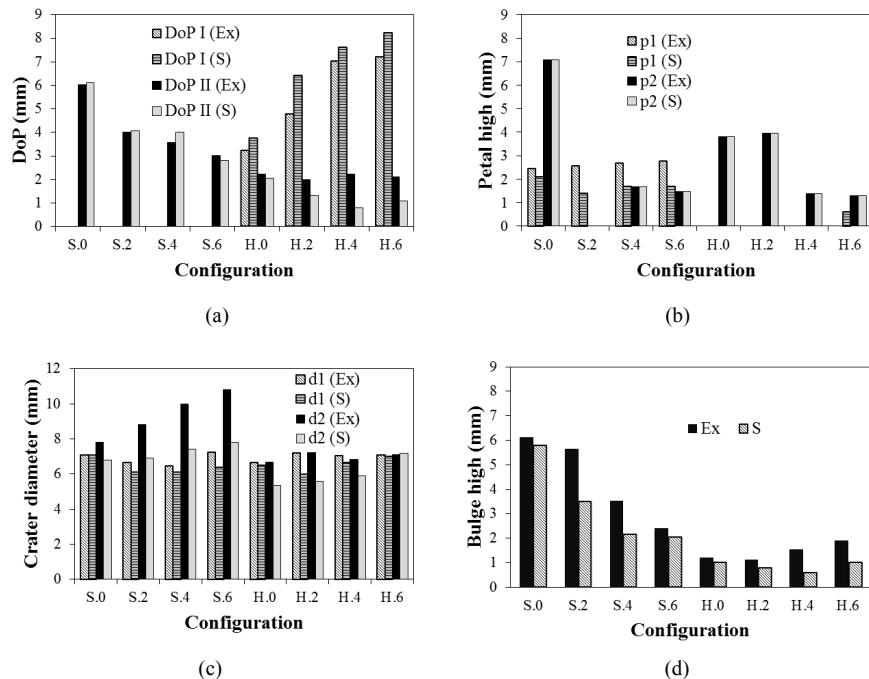 9
8
7
6
5
4
3
2
1
0
DoP (mm)
DoP I (Ex)
DoP I (S)
DoP II (Ex)
DoP II (S)
S.0 S.2 S.4 S.6 H.0 H.2 H.4 H.6
Configuration
(a)
9
8
7
6
5
4
3
2
1
0
Petal high (mm)
p1 (Ex)
p1 (S)
p2 (Ex)
p2 (S)
S.0 S.2 S.4 S.6 H.0 H.2 H.4 H.6
Configuration
(b)
12
10
8
6
4
2
0
Crater diameter (mm)
d1 (Ex)
d1 (S)
d2 (Ex)
d2 (S)
S.0 S.2 S.4 S.6 H.0 H.2 H.4 H.6
Configuration
(c)
9
8
7
6
5
4
3
2
1
0
Bulge high (mm)
Ex S
S.0 S.2 S.4 S.6 H.0 H.2 H.4 H.6
Configuration
(d)